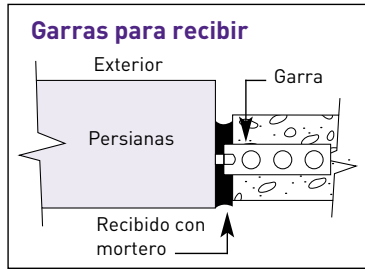 Garras para recibir
Exterior
Garra
Persianas
Recibido con
mortero